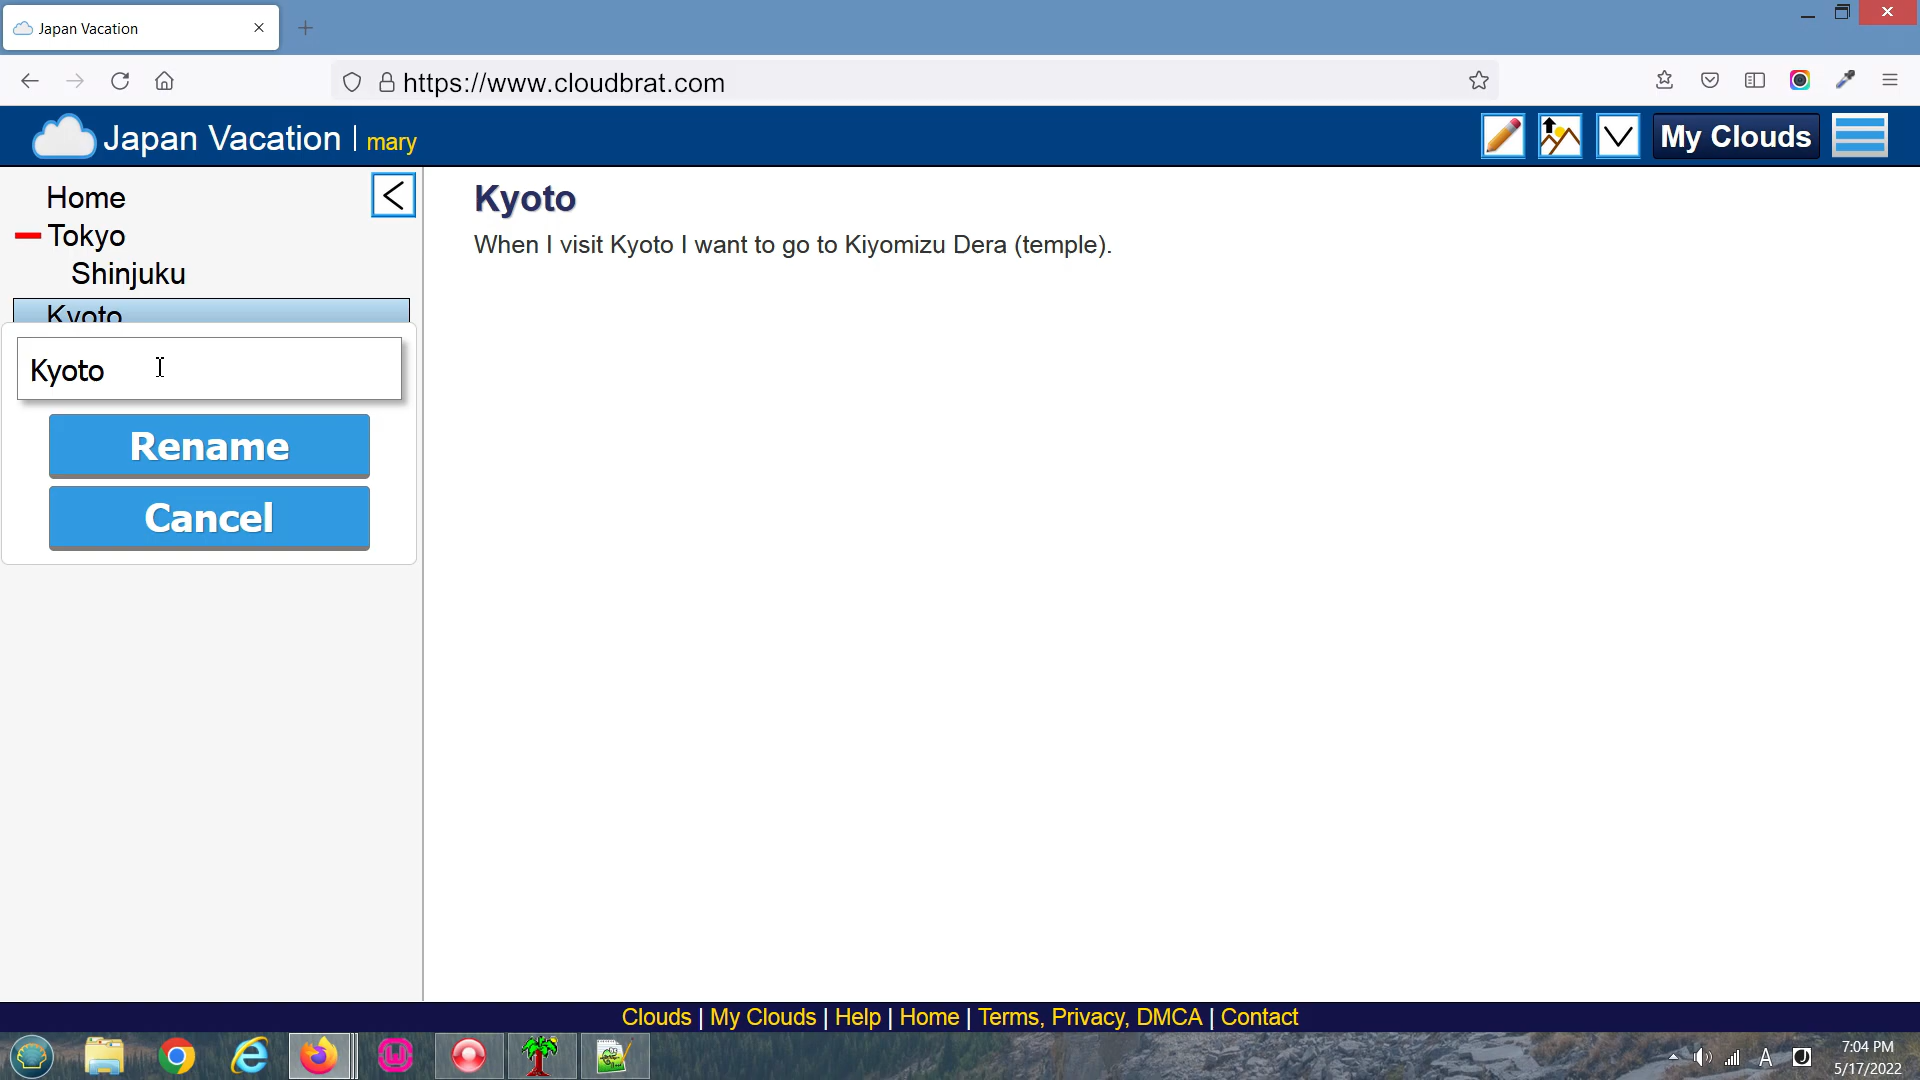 Japan Vacation
https://www.cloudbrat.com
Japan Vacation | mary
My Clouds
Home
Tokyo
Shinjuku
Kyoto
Kyoto
Rename
Cancel
Kyoto
When I visit Kyoto I want to go to Kiyomizu Dera (temple).
Clouds | My Clouds | Help | Home | Terms, Privacy, DMCA | Contact
A
7:04 PM
5/17/2022